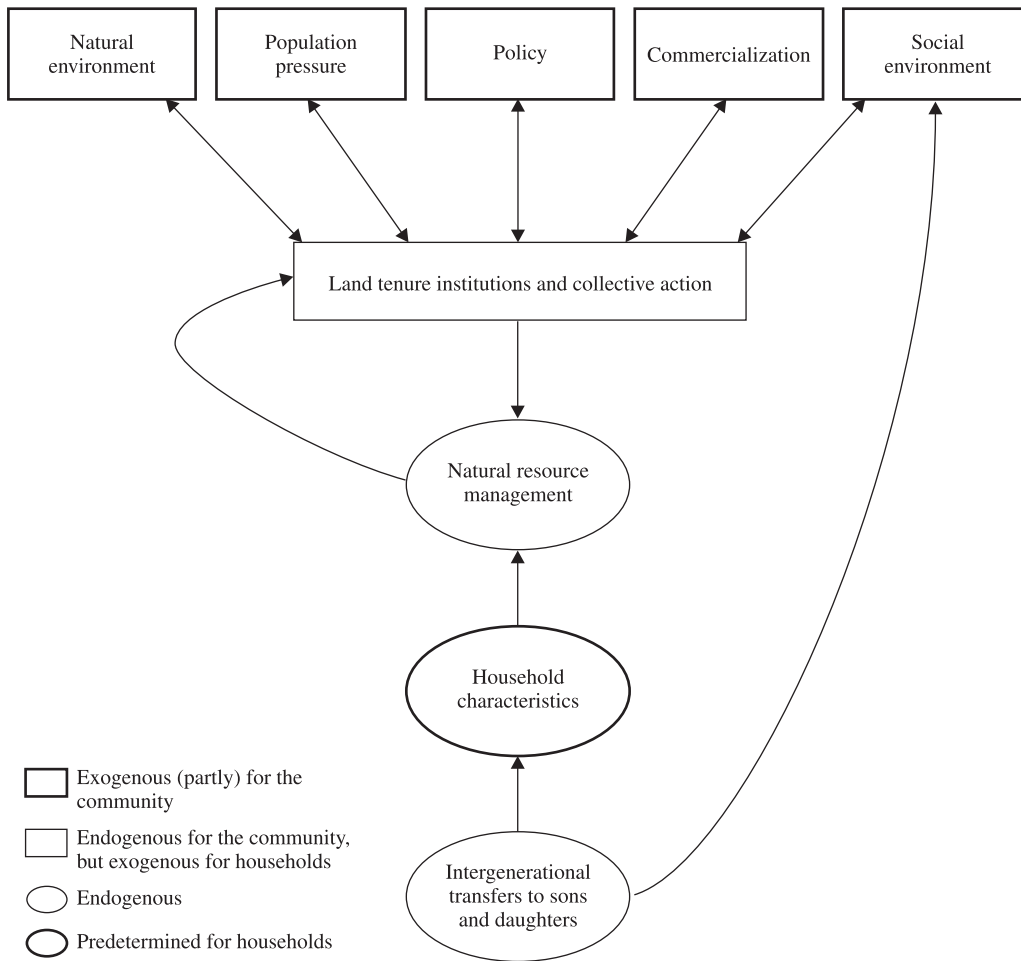 Natural
environment
Population
pressure
Policy
Commercialization
Social
environment
Land tenure institutions and collective action
Natural resource
management
Household
characteristics
Intergenerational
transfers to sons
and daughters
Exogenous (partly) for the
community
Endogenous for the community,
but exogenous for households
Endogenous
Predetermined for households